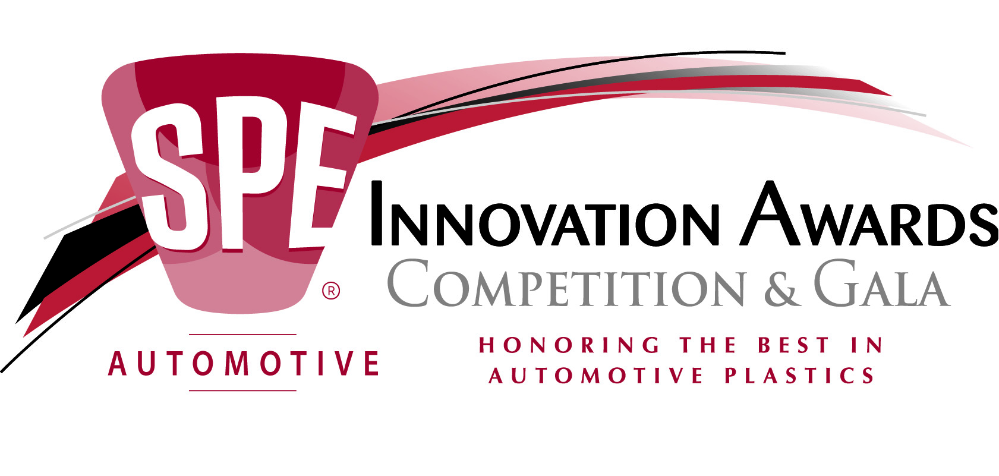 SPE
®
AUTOMOTIVE
INNOVATION AWARDS
COMPETITION & GALA
HONORING THE BEST IN
AUTOMOTIVE PLASTICS